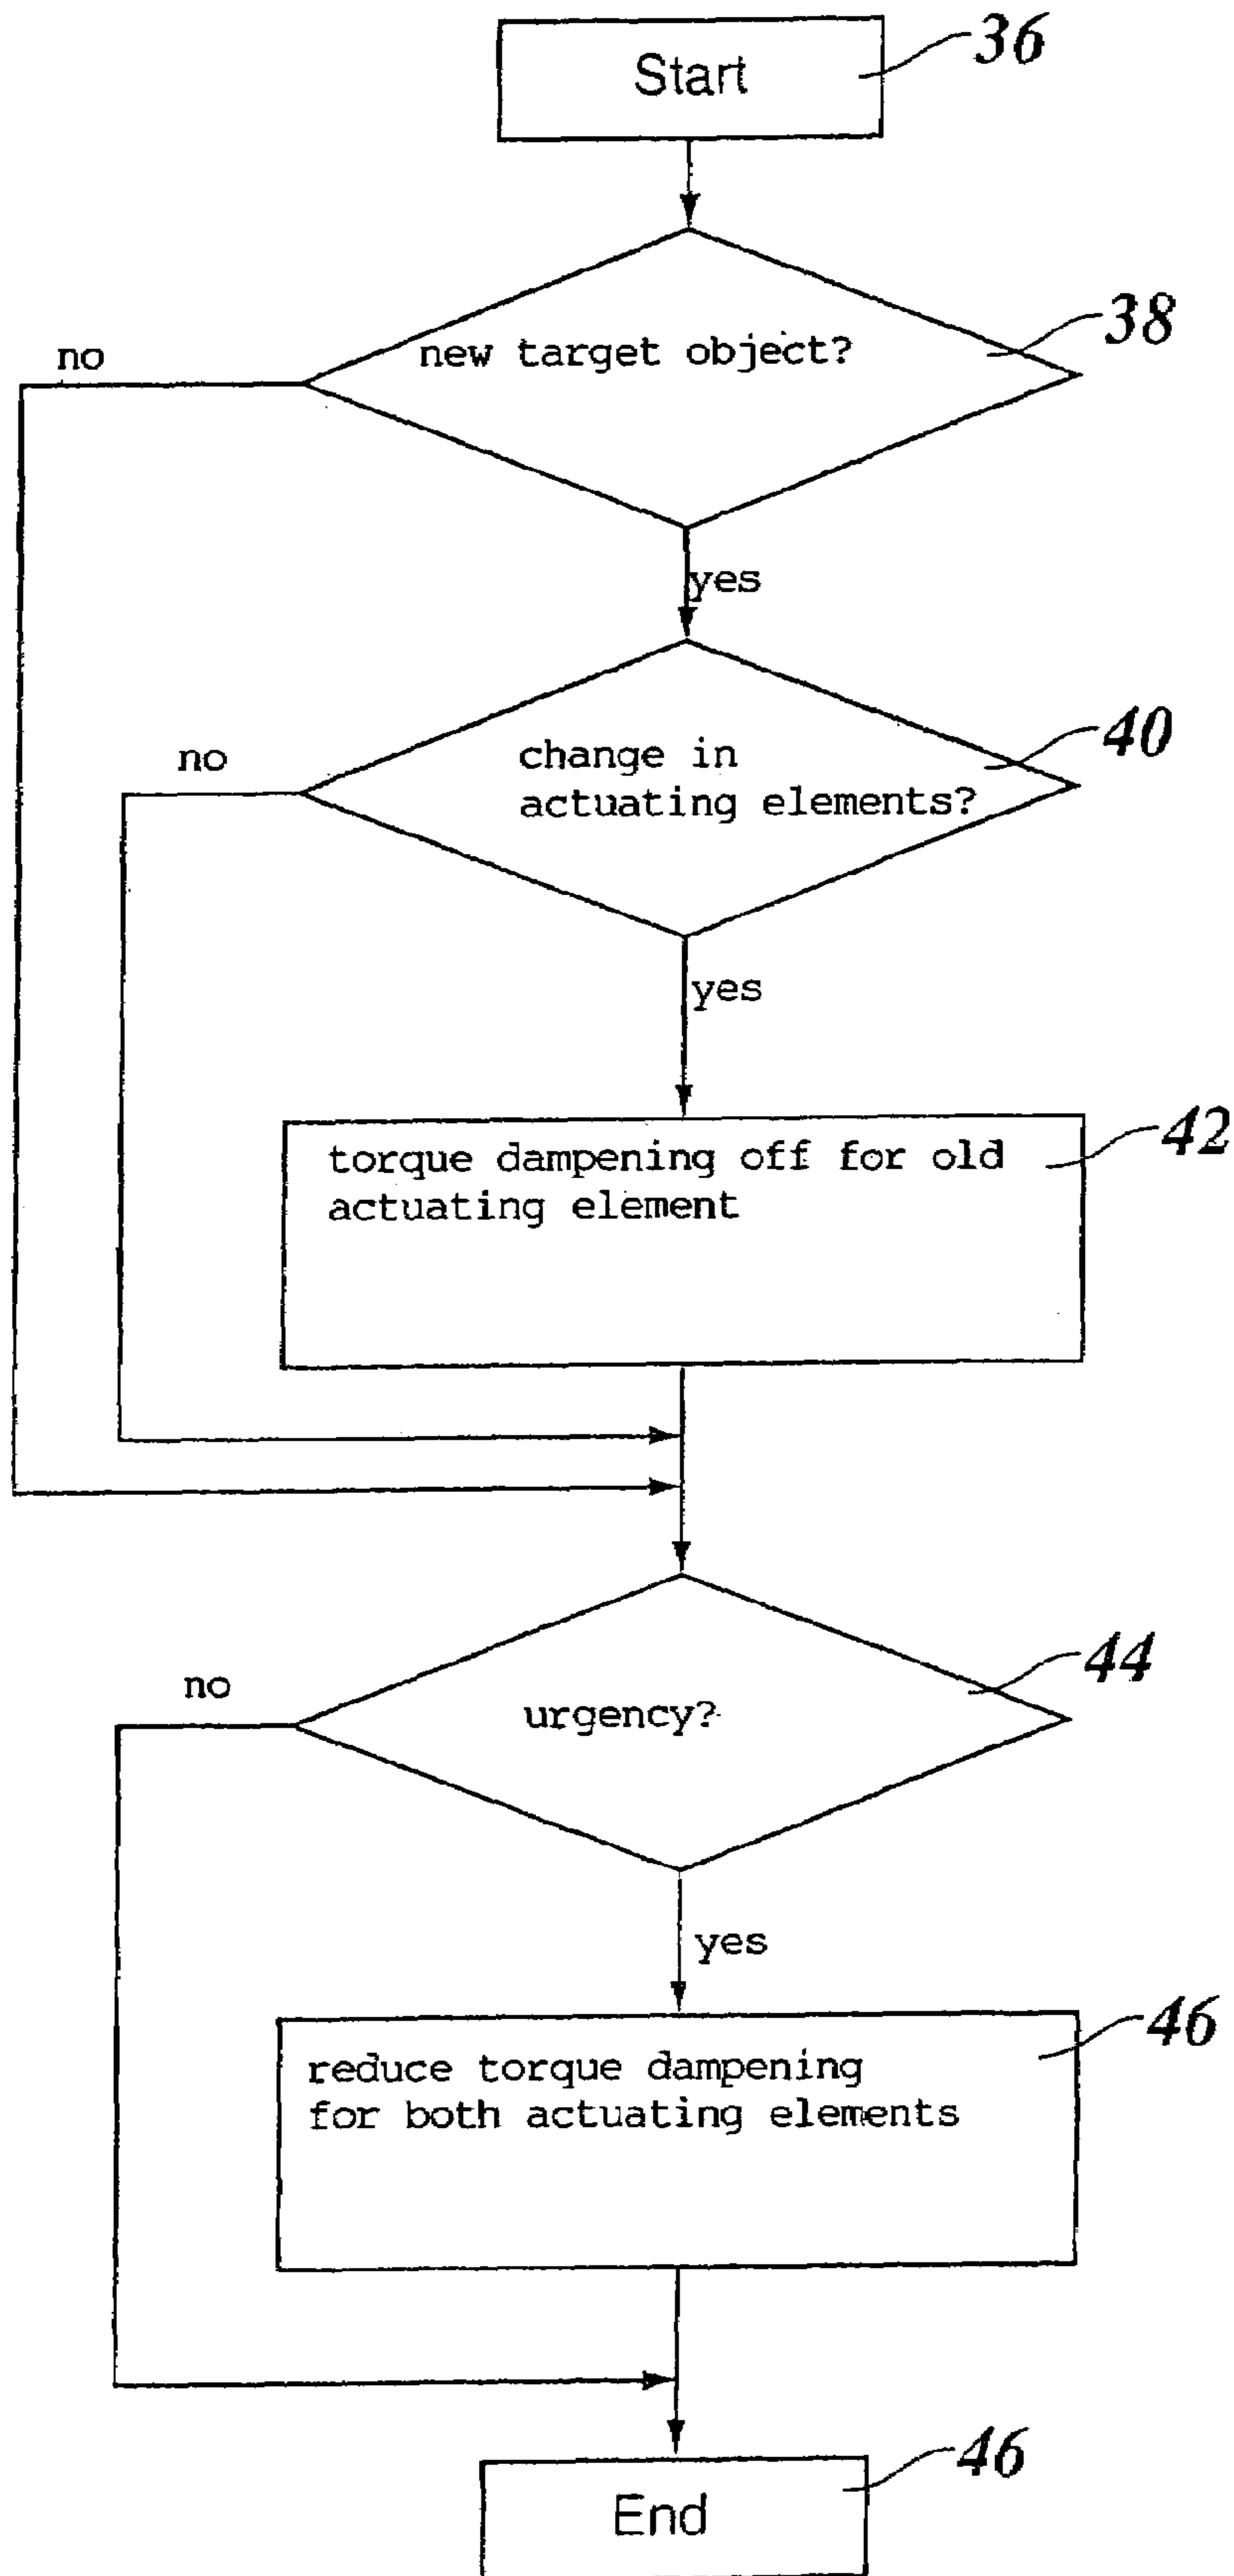 Start
36
new target object?
38
no
yes
change in
actuating elements?
40
no
yes
torque dampening off for old
actuating element
42
urgency?
44
no
yes
reduce torque dampening
for both actuating elements
46
End
46